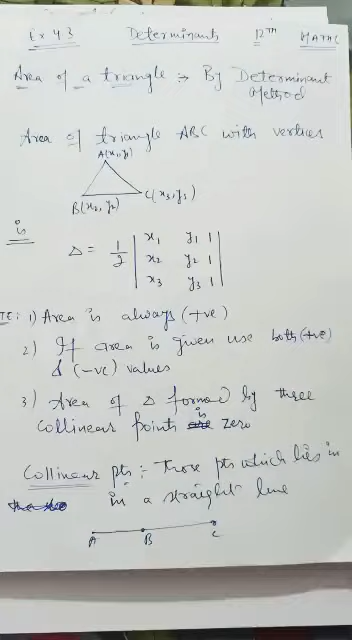 Ex 4.3 Determinants 12TH MATHS
Area of a triangle :→ By Determinant
Method
Area of triangle ABC with vertices
A(x₁,y₁)
B(x₂,y₂) C(x₃,y₃)
is
Δ = 1/2 | x₁ y₁ 1 |
| x₂ y₂ 1 |
| x₃ y₃ 1 |
TE: 1) Area is always (+ve)
2) If area is given use both (+ve)
& (-ve) values
3) Area of Δ formed by three
collinear points is zero
Collinear pts :- Those pts which lies in
in a straight line
A B C